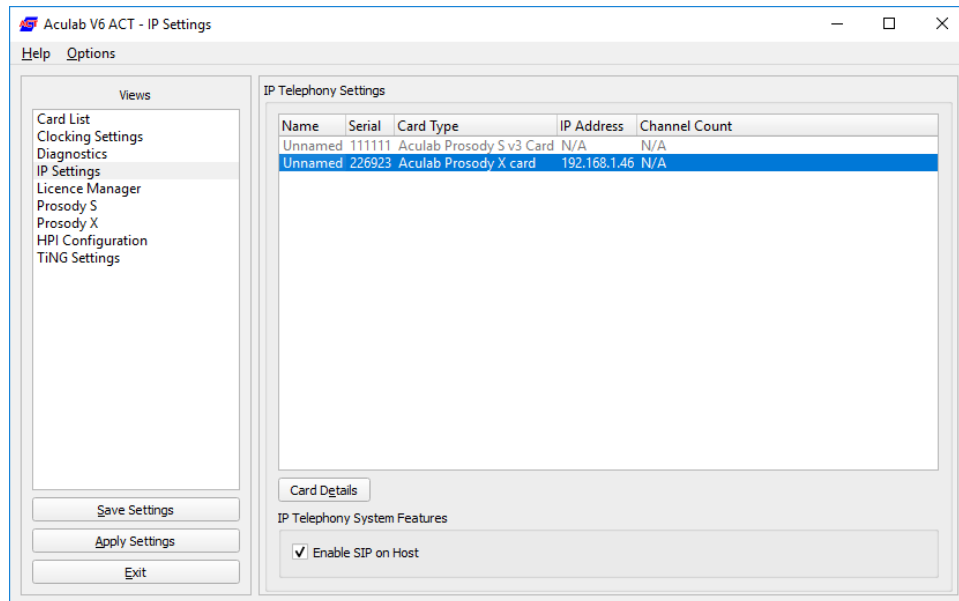 Aculab V6 ACT - IP Settings
Help Options
Views
Card List
Clocking Settings
Diagnostics
IP Settings
Licence Manager
Prosody S
Prosody X
HPI Configuration
TiNG Settings
Save Settings
Apply Settings
Exit
IP Telephony Settings
Name Serial Card Type IP Address Channel Count
Unnamed 111111 Aculab Prosody S v3 Card N/A N/A
Unnamed 226923 Aculab Prosody X card 192.168.1.46 N/A
Card Details
IP Telephony System Features
Enable SIP on Host